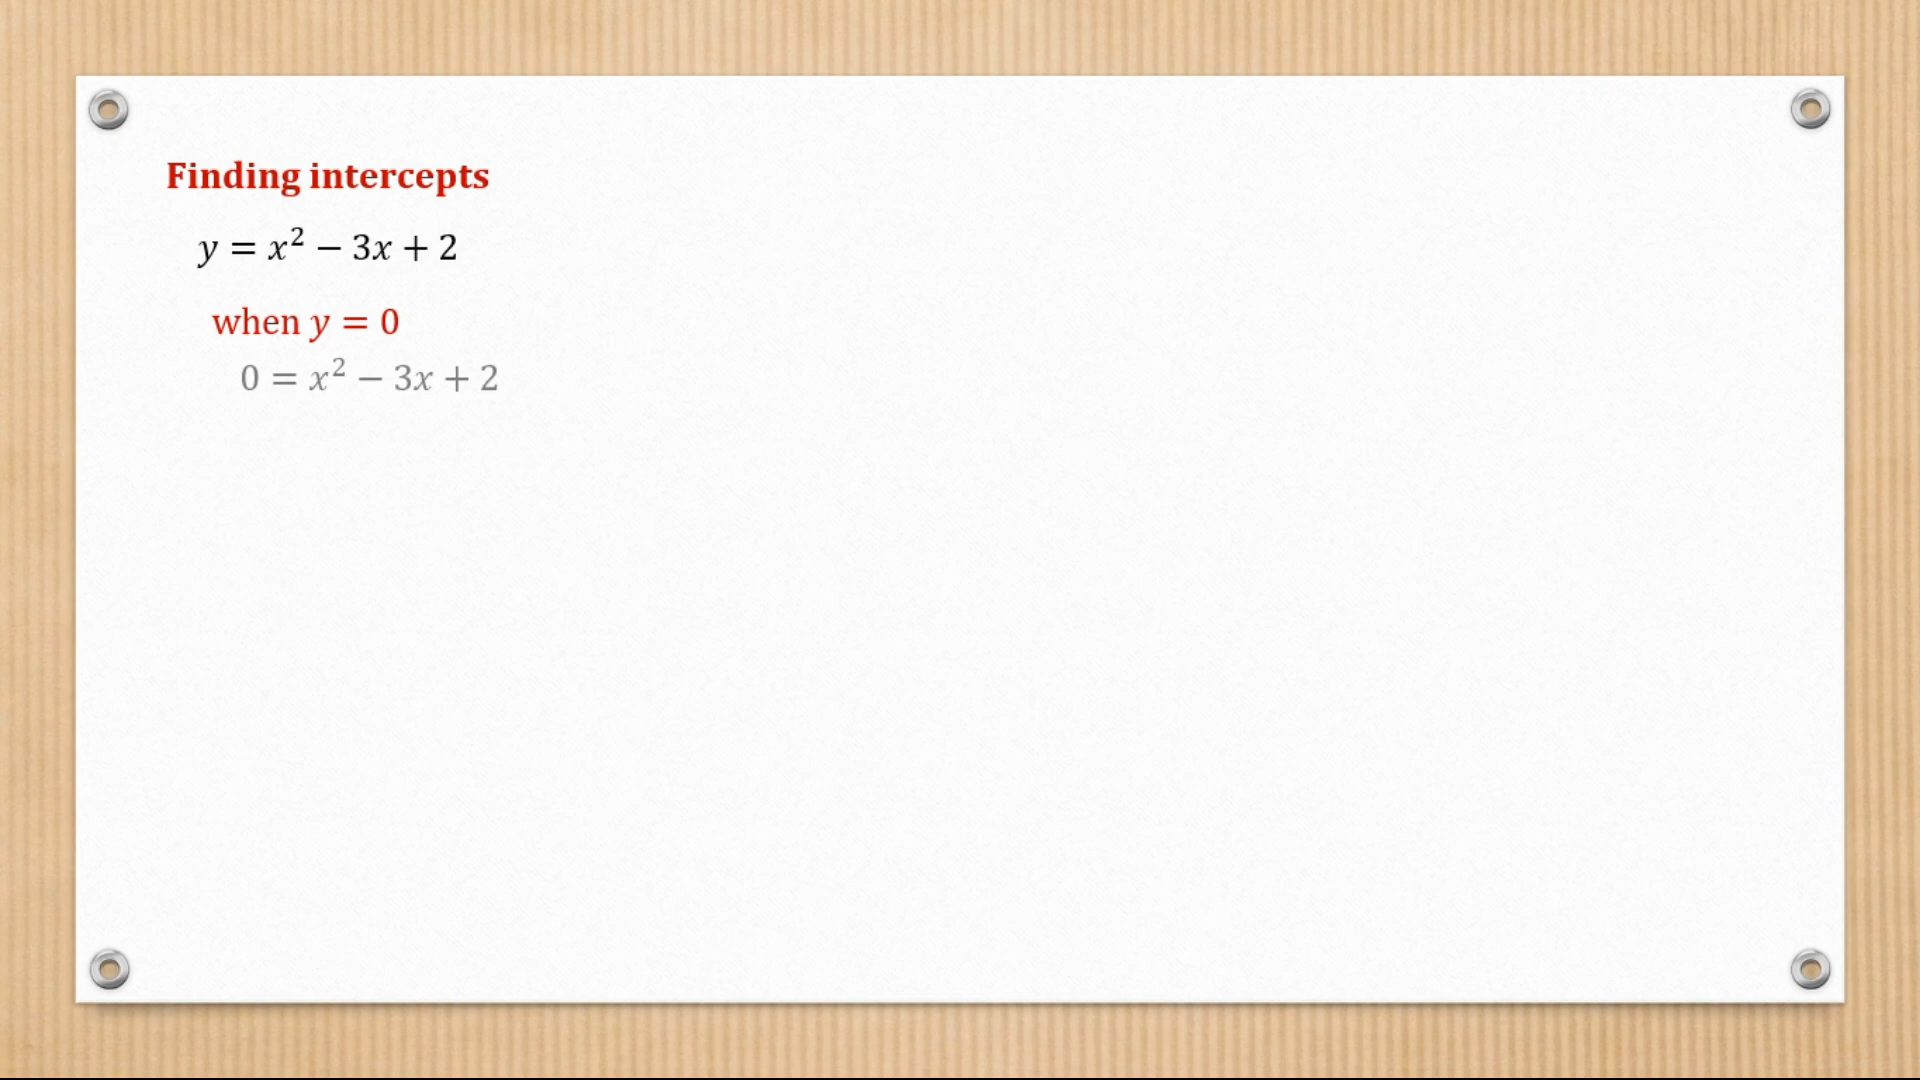 Finding intercepts
y = x² − 3x + 2
when y = 0
0 = x² − 3x + 2